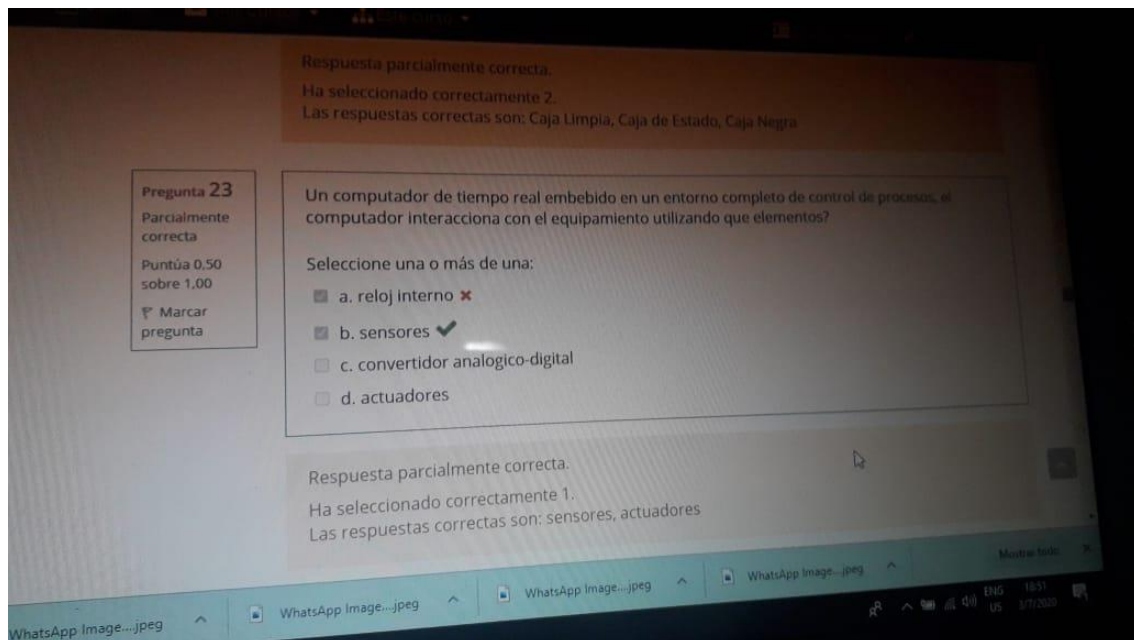 Respuesta parcialmente correcta.
Ha seleccionado correctamente 2.
Las respuestas correctas son: Caja Limpia, Caja de Estado, Caja Negra
Pregunta 23
Parcialmente
correcta
Puntúa 0,50
sobre 1,00
Marcar
pregunta
Un computador de tiempo real embebido en un entorno completo de control de procesos, el
computador interacciona con el equipamiento utilizando que elementos?
Seleccione una o más de una:
a. reloj interno
b. sensores
c. convertidor analogico-digital
d. actuadores
Respuesta parcialmente correcta.
Ha seleccionado correctamente 1.
Las respuestas correctas son: sensores, actuadores
WhatsApp Image....jpeg
WhatsApp Image....jpeg
WhatsApp Image....jpeg
WhatsApp Image....jpeg
Mostrar todo
ENG
US
18:51
3/7/2020